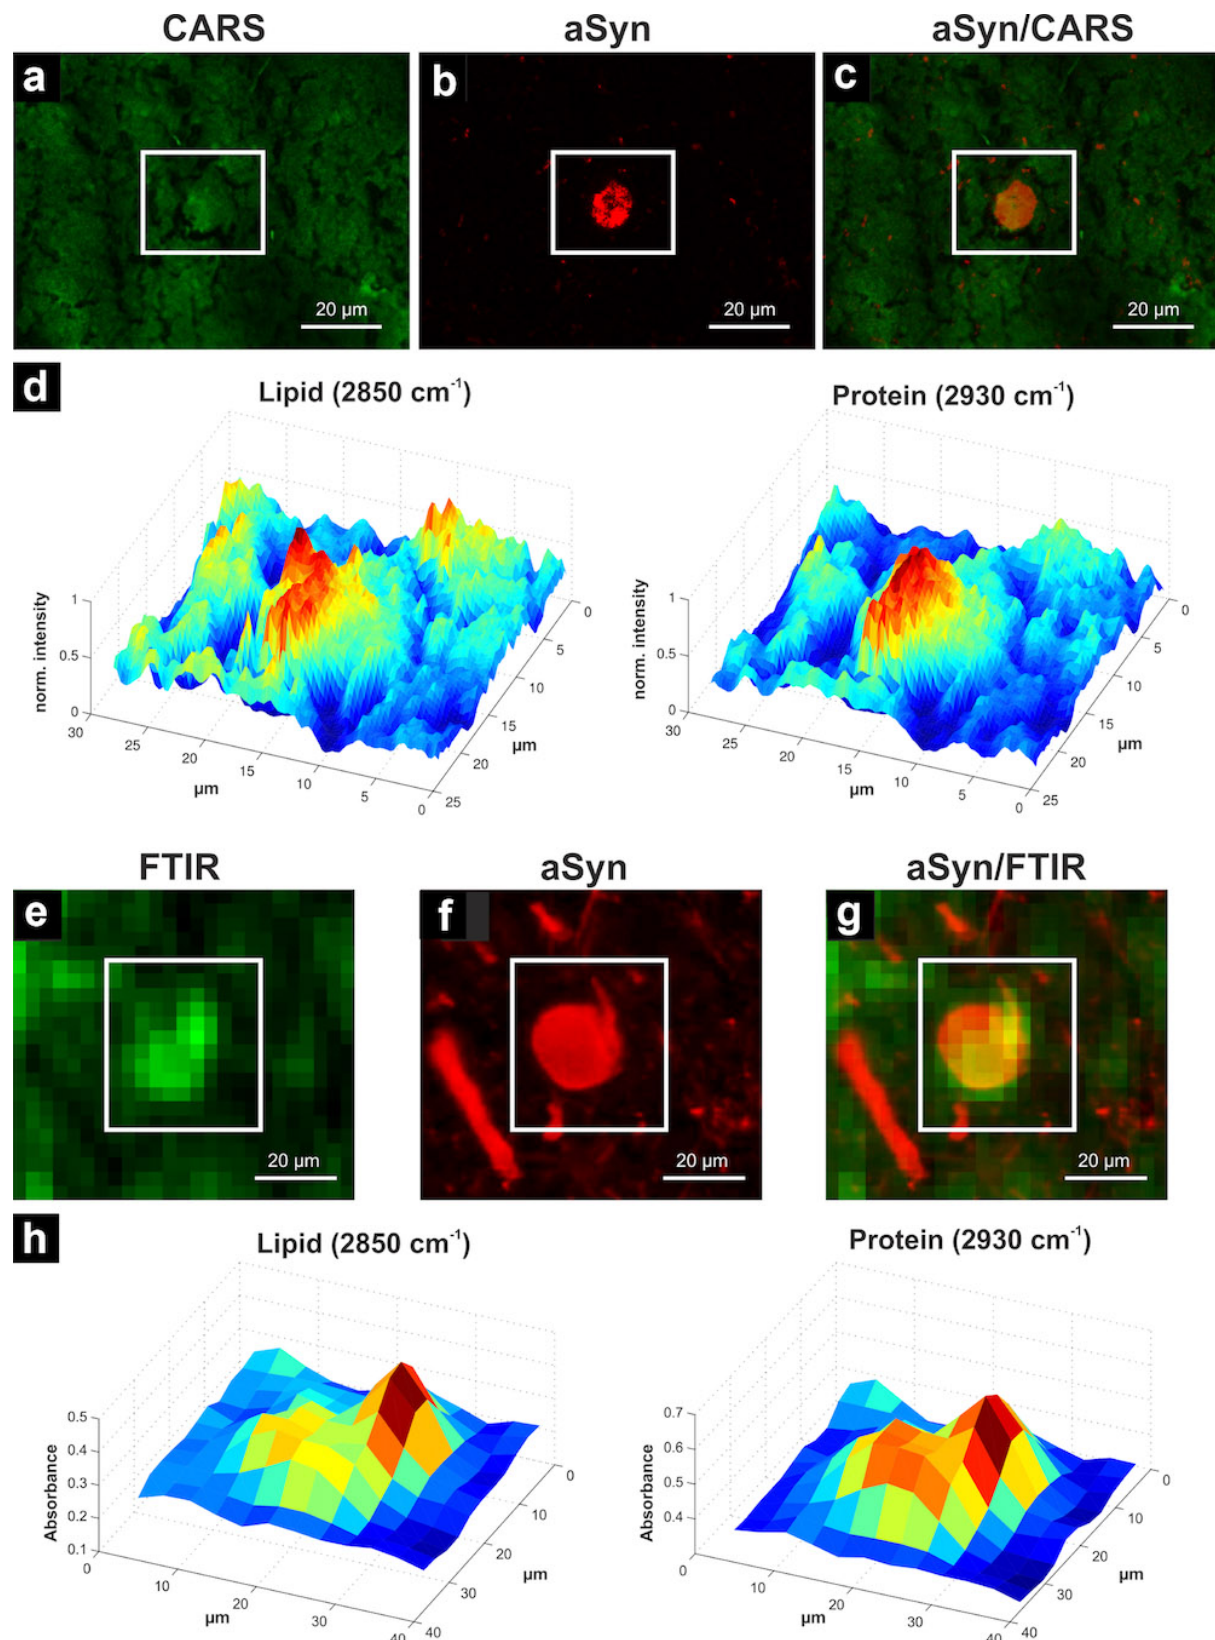 CARS aSyn aSyn/CARS
a b c
20 µm 20 µm 20 µm
d
Lipid (2850 cm⁻¹) Protein (2930 cm⁻¹)
norm. intensity
1
0.5
0
30 25 20 15 10 5 0
µm
0 5 10 15 20 25
µm
norm. intensity
1
0.5
0
30 25 20 15 10 5 0
µm
0 5 10 15 20 25
µm
FTIR aSyn aSyn/FTIR
e f g
20 µm 20 µm 20 µm
h
Lipid (2850 cm⁻¹) Protein (2930 cm⁻¹)
Absorbance
0.5
0.4
0.3
0.2
0.1
0 10 20 30 40
µm
0 10 20 30 40
µm
Absorbance
0.7
0.6
0.5
0.4
0 10 20 30 40
µm
0 10 20 30 40
µm